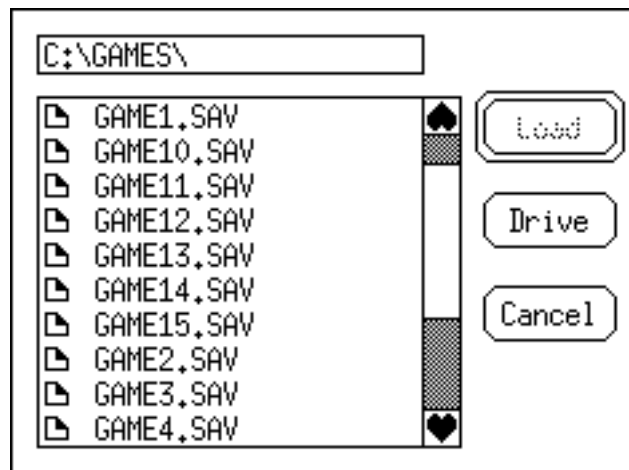 C:\GAMES\
GAME1.SAV
GAME10.SAV
GAME11.SAV
GAME12.SAV
GAME13.SAV
GAME14.SAV
GAME15.SAV
GAME2.SAV
GAME3.SAV
GAME4.SAV
Load
Drive
Cancel